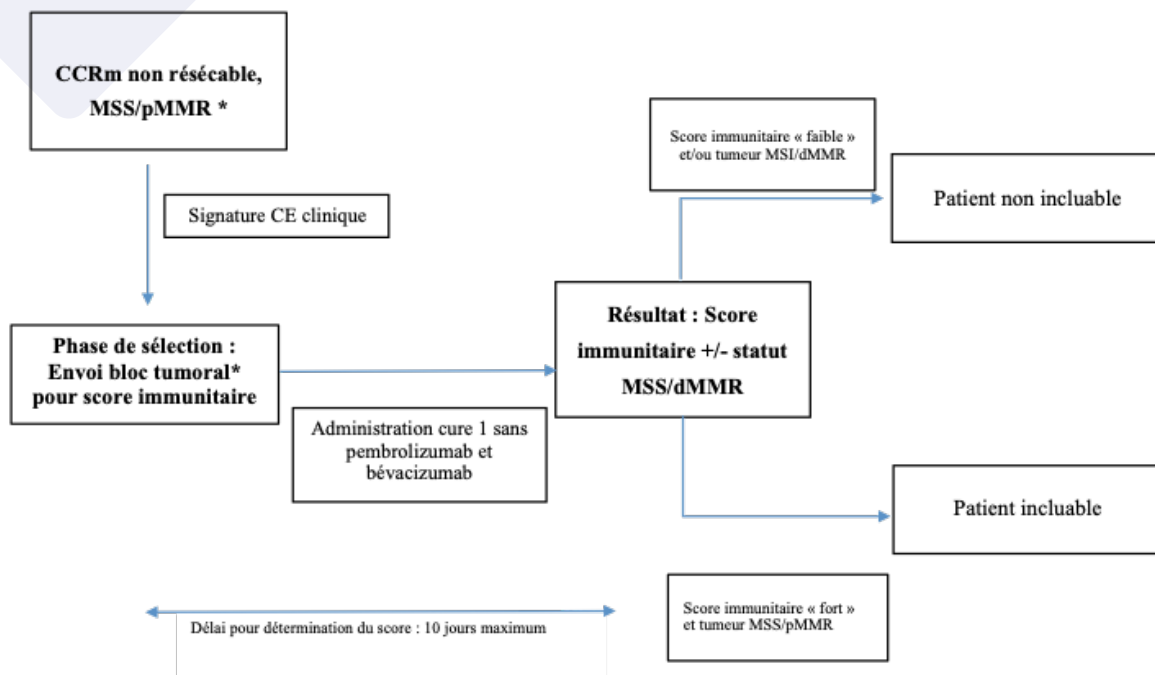 CCRm non résécable,
MSS/pMMR *
Signature CE clinique
Phase de sélection :
Envoi bloc tumoral*
pour score immunitaire
Administration cure 1 sans
pembrolizumab et
bévacizumab
Résultat : Score
immunitaire +/- statut
MSS/dMMR
Score immunitaire « faible »
et/ou tumeur MSI/dMMR
Patient non incluable
Patient incluable
Score immunitaire « fort »
et tumeur MSS/pMMR
Délai pour détermination du score : 10 jours maximum